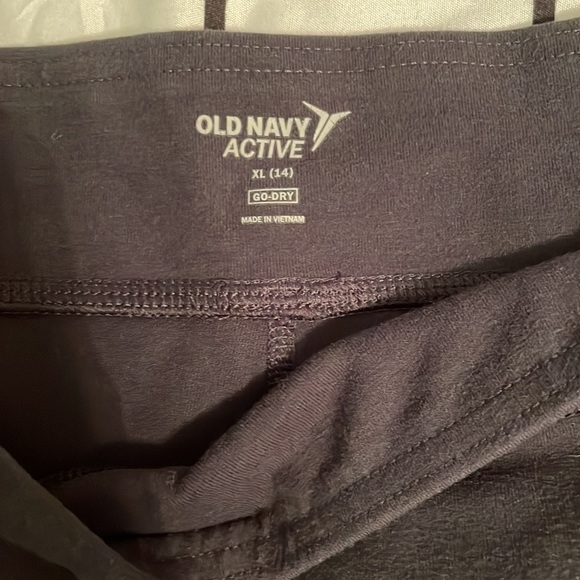 OLD NAVY
ACTIVE
XL (14)
GO-DRY
MADE IN VIETNAM